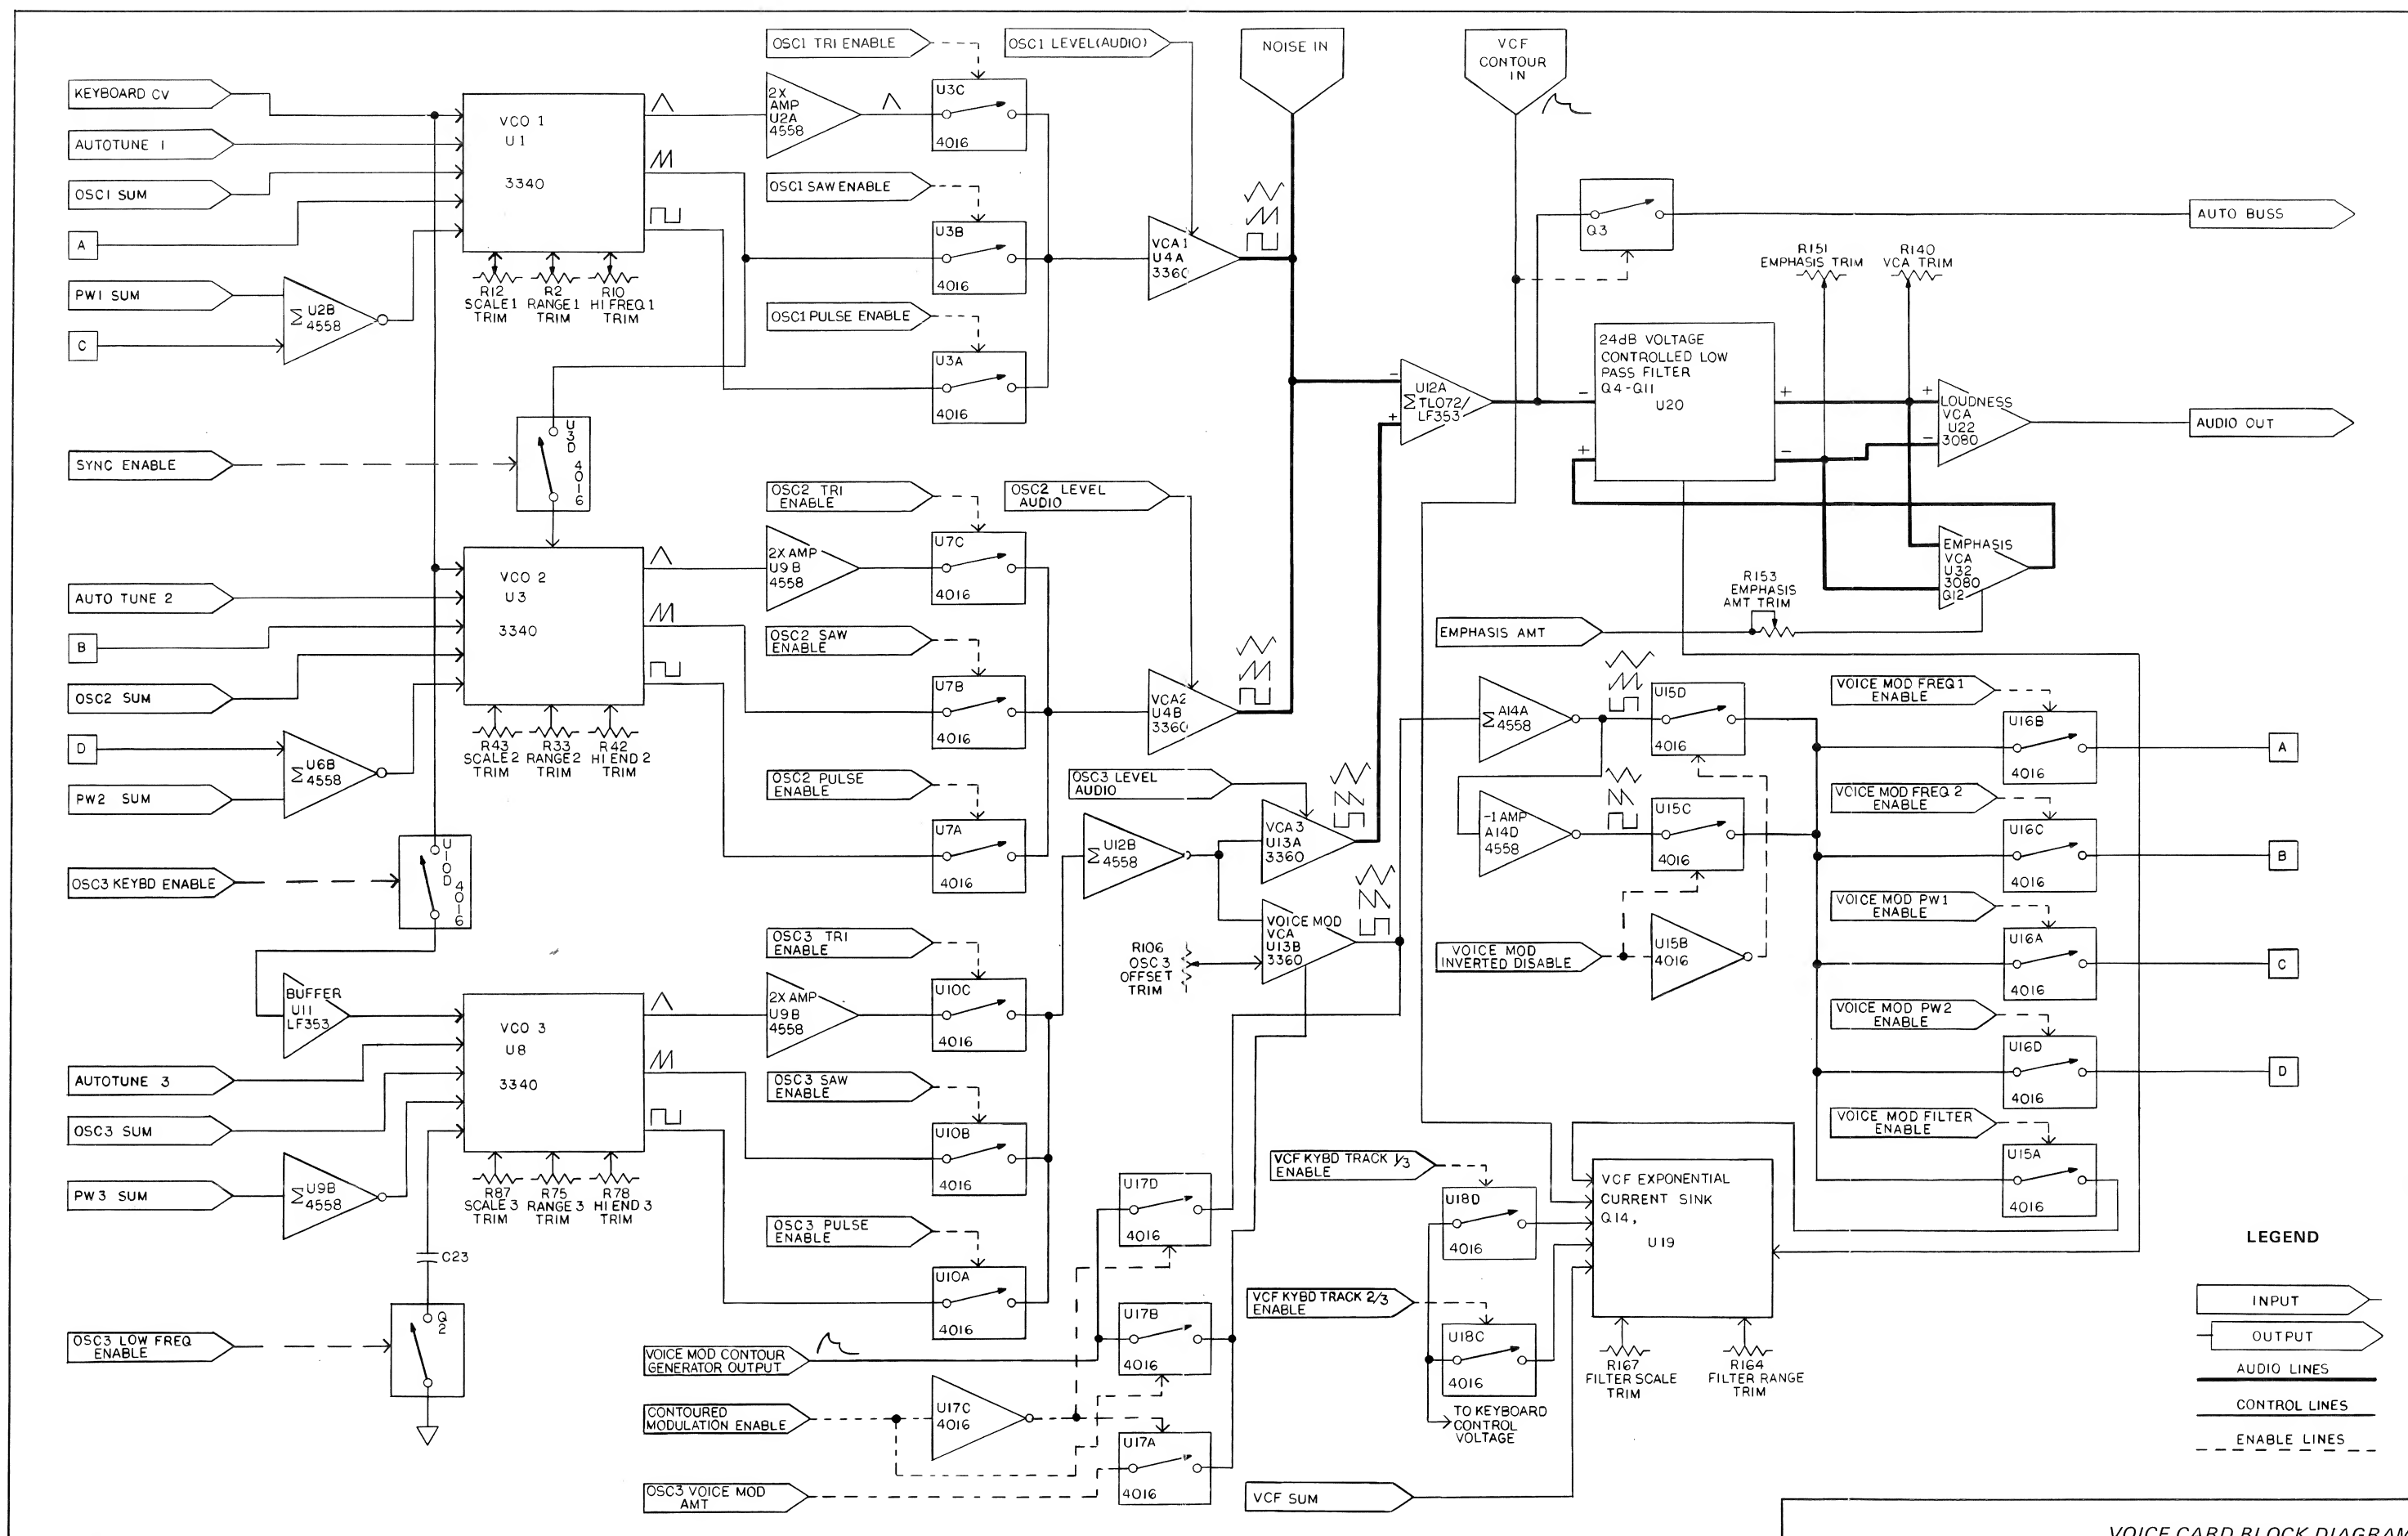 KEYBOARD CV
AUTOTUNE 1
OSC1 SUM
A
PW1 SUM
C
Σ U2B
4558
VCO 1
U1
3340
R12
SCALE 1
TRIM
R2
RANGE 1
TRIM
R10
HI FREQ 1
TRIM
OSC1 TRI ENABLE
2X
AMP
U2A
4558
U3C
4016
OSC1 SAW ENABLE
U3B
4016
OSC1 PULSE ENABLE
U3A
4016
OSC1 LEVEL(AUDIO)
VCA 1
U4A
3360
NOISE IN
VCF
CONTOUR
IN
Q3
AUTO BUSS
R151
EMPHASIS TRIM
R140
VCA TRIM
-
+
U12A
Σ TL072/
LF353
24dB VOLTAGE
CONTROLLED LOW
PASS FILTER
Q4-Q11
U20
-
+
+
-
+
-
LOUDNESS
VCA
U22
3080
AUDIO OUT
EMPHASIS
VCA
U32
3080
Q12
R153
EMPHASIS
AMT TRIM
EMPHASIS AMT
SYNC ENABLE
U3D
4016
AUTO TUNE 2
B
OSC2 SUM
D
PW2 SUM
Σ U6B
4558
VCO 2
U3
3340
R43
SCALE 2
TRIM
R33
RANGE 2
TRIM
R42
HI END 2
TRIM
OSC2 TRI
ENABLE
2X AMP
U9B
4558
U7C
4016
OSC2 SAW
ENABLE
U7B
4016
OSC2 PULSE
ENABLE
U7A
4016
OSC2 LEVEL
AUDIO
VCA2
U4B
3360
OSC3 LEVEL
AUDIO
Σ U12B
4558
VCA 3
U13A
3360
VOICE MOD
VCA
U13B
3360
R106
OSC 3
OFFSET
TRIM
Σ A14A
4558
-1 AMP
A14D
4558
U15D
4016
U15C
4016
VOICE MOD
INVERTED DISABLE
U15B
4016
VOICE MOD FREQ 1
ENABLE
U16B
4016
A
VOICE MOD FREQ 2
ENABLE
U16C
4016
B
VOICE MOD PW1
ENABLE
U16A
4016
C
VOICE MOD PW2
ENABLE
U16D
4016
D
VOICE MOD FILTER
ENABLE
U15A
4016
OSC3 KEYBD ENABLE
U10D
4016
BUFFER
U11
LF353
AUTOTUNE 3
OSC3 SUM
PW3 SUM
Σ U9B
4558
C23
OSC3 LOW FREQ
ENABLE
Q2
VCO 3
U8
3340
R87
SCALE 3
TRIM
R75
RANGE 3
TRIM
R78
HI END 3
TRIM
OSC3 TRI
ENABLE
2X AMP
U9B
4558
U10C
4016
OSC3 SAW
ENABLE
U10B
4016
OSC3 PULSE
ENABLE
U10A
4016
VOICE MOD CONTOUR
GENERATOR OUTPUT
CONTOURED
MODULATION ENABLE
OSC3 VOICE MOD
AMT
U17C
4016
U17D
4016
U17B
4016
U17A
4016
VCF KYBD TRACK 1/3
ENABLE
U18D
4016
VCF KYBD TRACK 2/3
ENABLE
U18C
4016
TO KEYBOARD
CONTROL
VOLTAGE
VCF SUM
VCF EXPONENTIAL
CURRENT SINK
Q14,
U19
R167
FILTER SCALE
TRIM
R164
FILTER RANGE
TRIM
LEGEND
INPUT
OUTPUT
AUDIO LINES
CONTROL LINES
ENABLE LINES
VOICE CARD BLOCK DIAGRAM